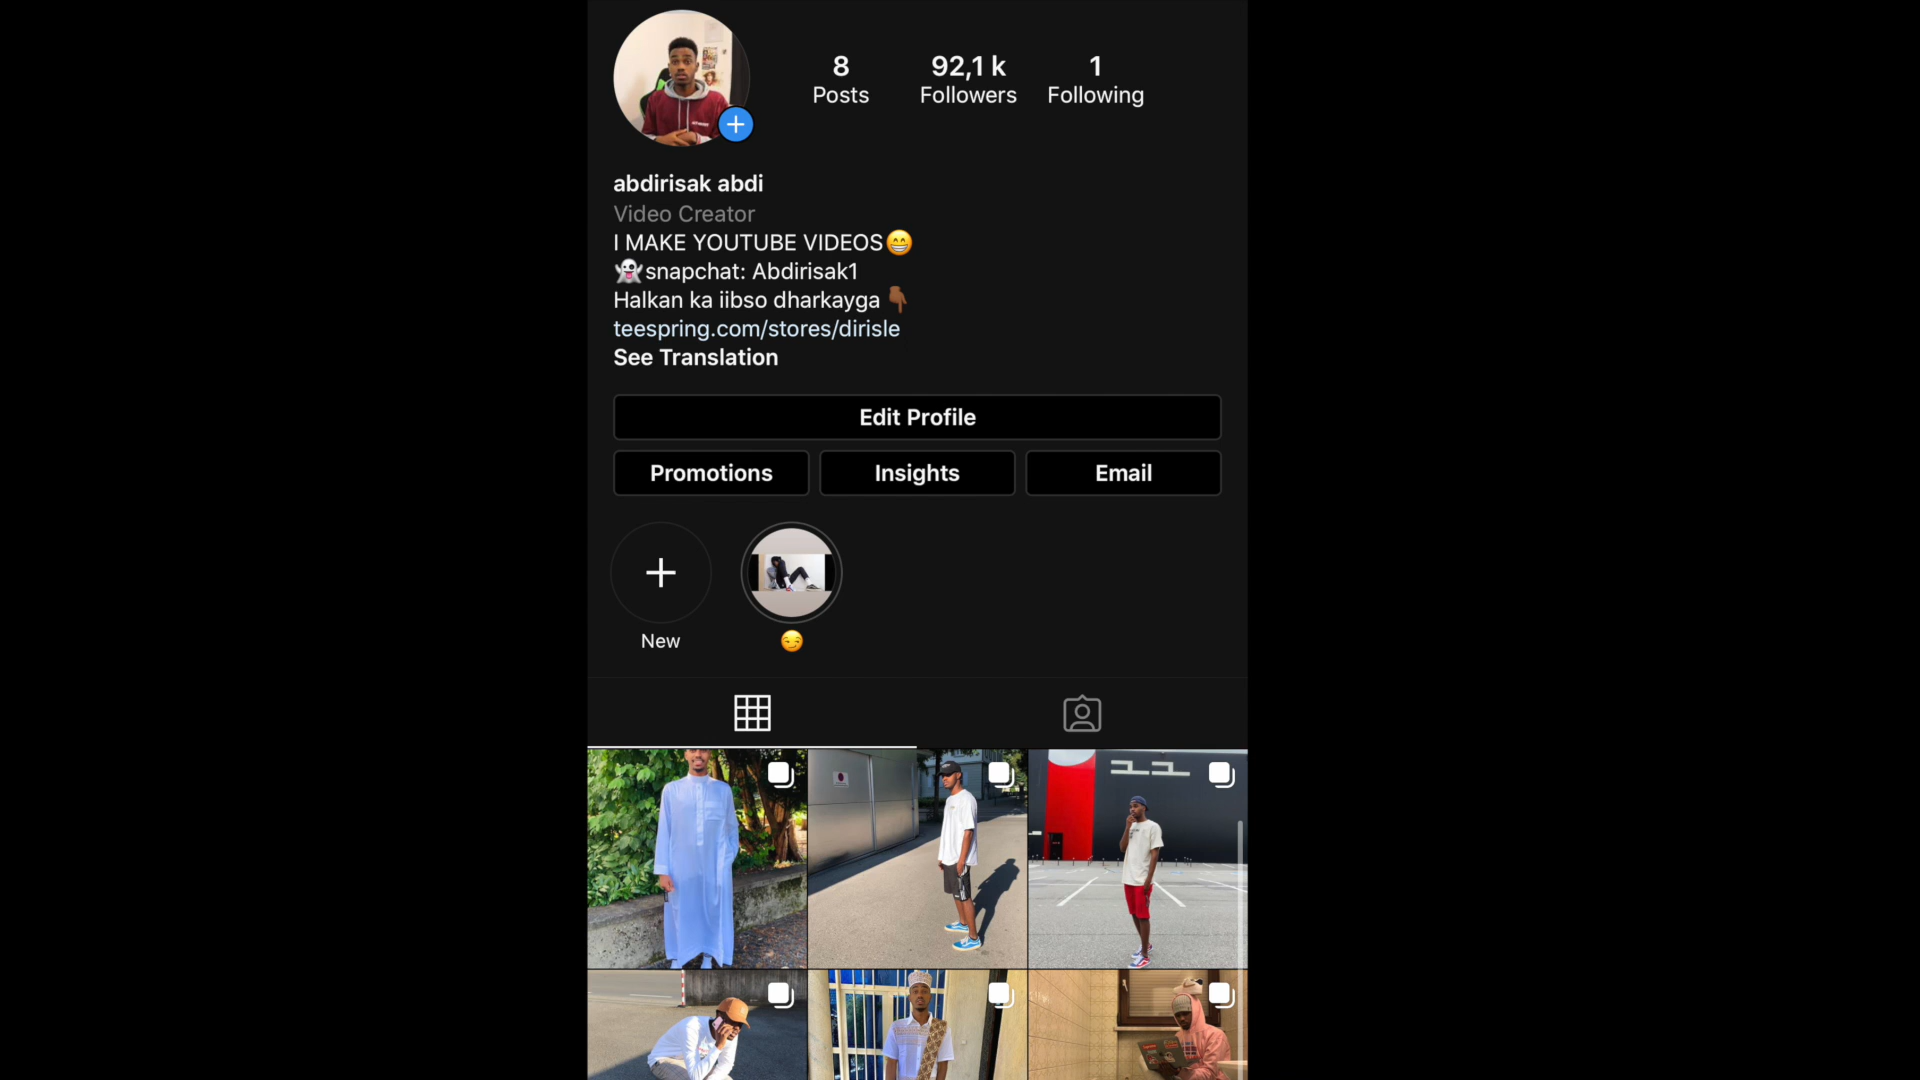 8
Posts
92,1 k
Followers
1
Following
abdirisak abdi
Video Creator
I MAKE YOUTUBE VIDEOS😁
👻snapchat: Abdirisak1
Halkan ka iibso dharkayga👇🏾
teespring.com/stores/dirisle
See Translation
Edit Profile
Promotions
Insights
Email
New
😏
11